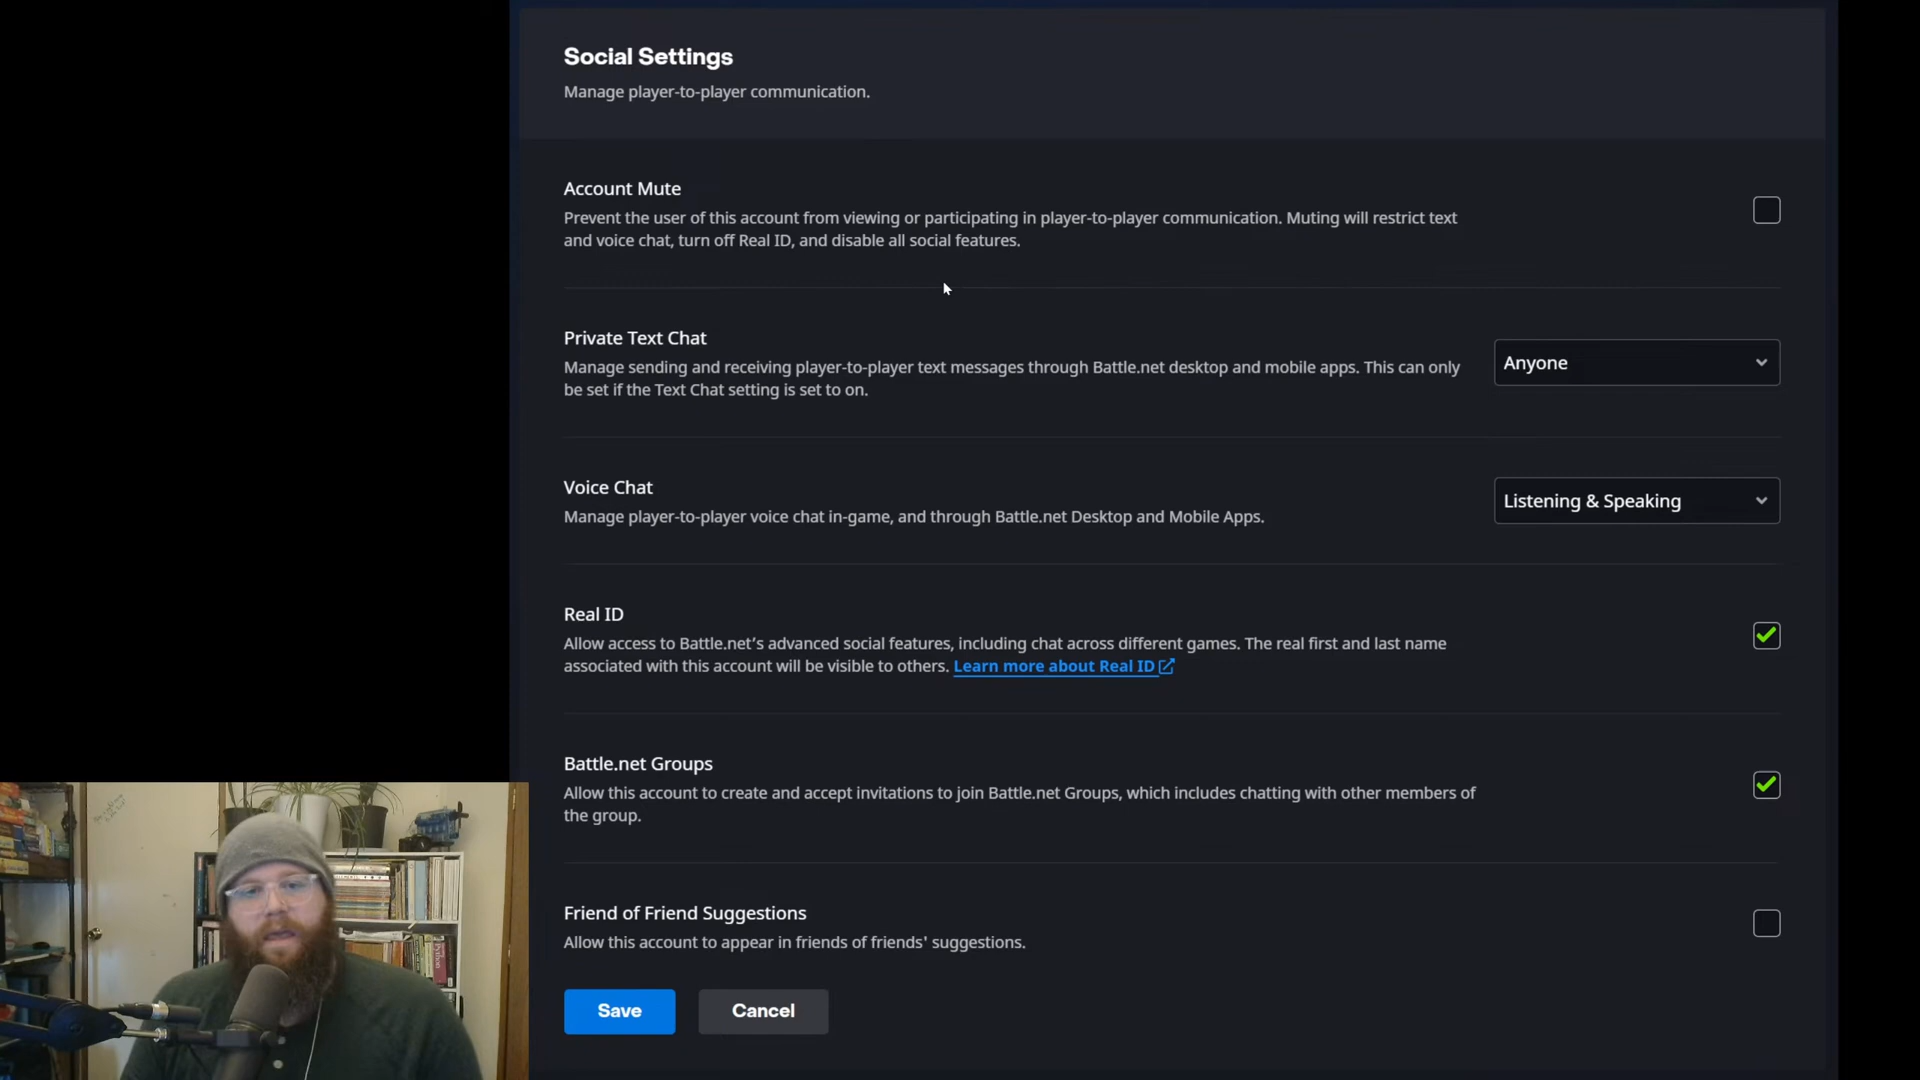 Social Settings
Manage player-to-player communication.
Account Mute
Prevent the user of this account from viewing or participating in player-to-player communication. Muting will restrict text
and voice chat, turn off Real ID, and disable all social features.
Private Text Chat
Manage sending and receiving player-to-player text messages through Battle.net desktop and mobile apps. This can only
be set if the Text Chat setting is set to on.
Anyone
Voice Chat
Manage player-to-player voice chat in-game, and through Battle.net Desktop and Mobile Apps.
Listening & Speaking
Real ID
Allow access to Battle.net's advanced social features, including chat across different games. The real first and last name
associated with this account will be visible to others. Learn more about Real ID
Battle.net Groups
Allow this account to create and accept invitations to join Battle.net Groups, which includes chatting with other members of
the group.
Friend of Friend Suggestions
Allow this account to appear in friends of friends' suggestions.
Save
Cancel